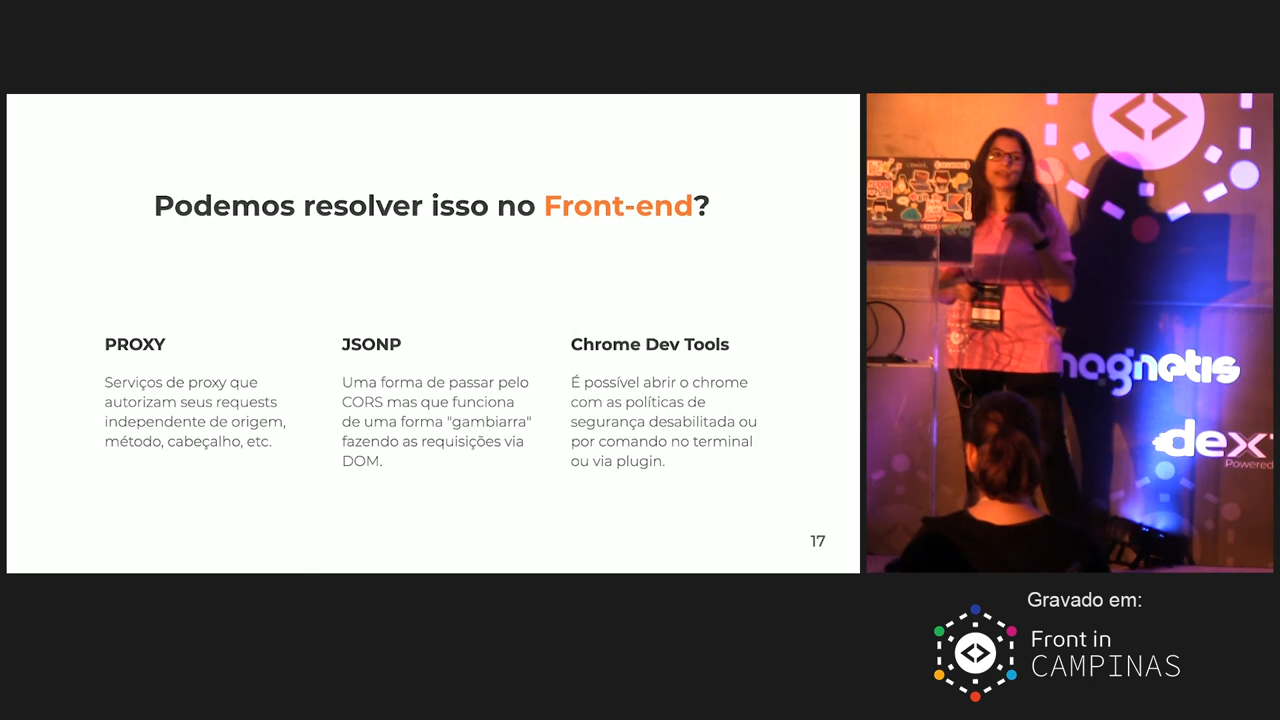 Podemos resolver isso no Front-end?
PROXY
Serviços de proxy que
autorizam seus requests
independente de origem,
método, cabeçalho, etc.
JSONP
Uma forma de passar pelo
CORS mas que funciona
de uma forma "gambiarra"
fazendo as requisições via
DOM.
Chrome Dev Tools
É possível abrir o chrome
com as políticas de
segurança desabilitada ou
por comando no terminal
ou via plugin.
17
magnetis
dext
Powered
Gravado em:
Front in
CAMPINAS